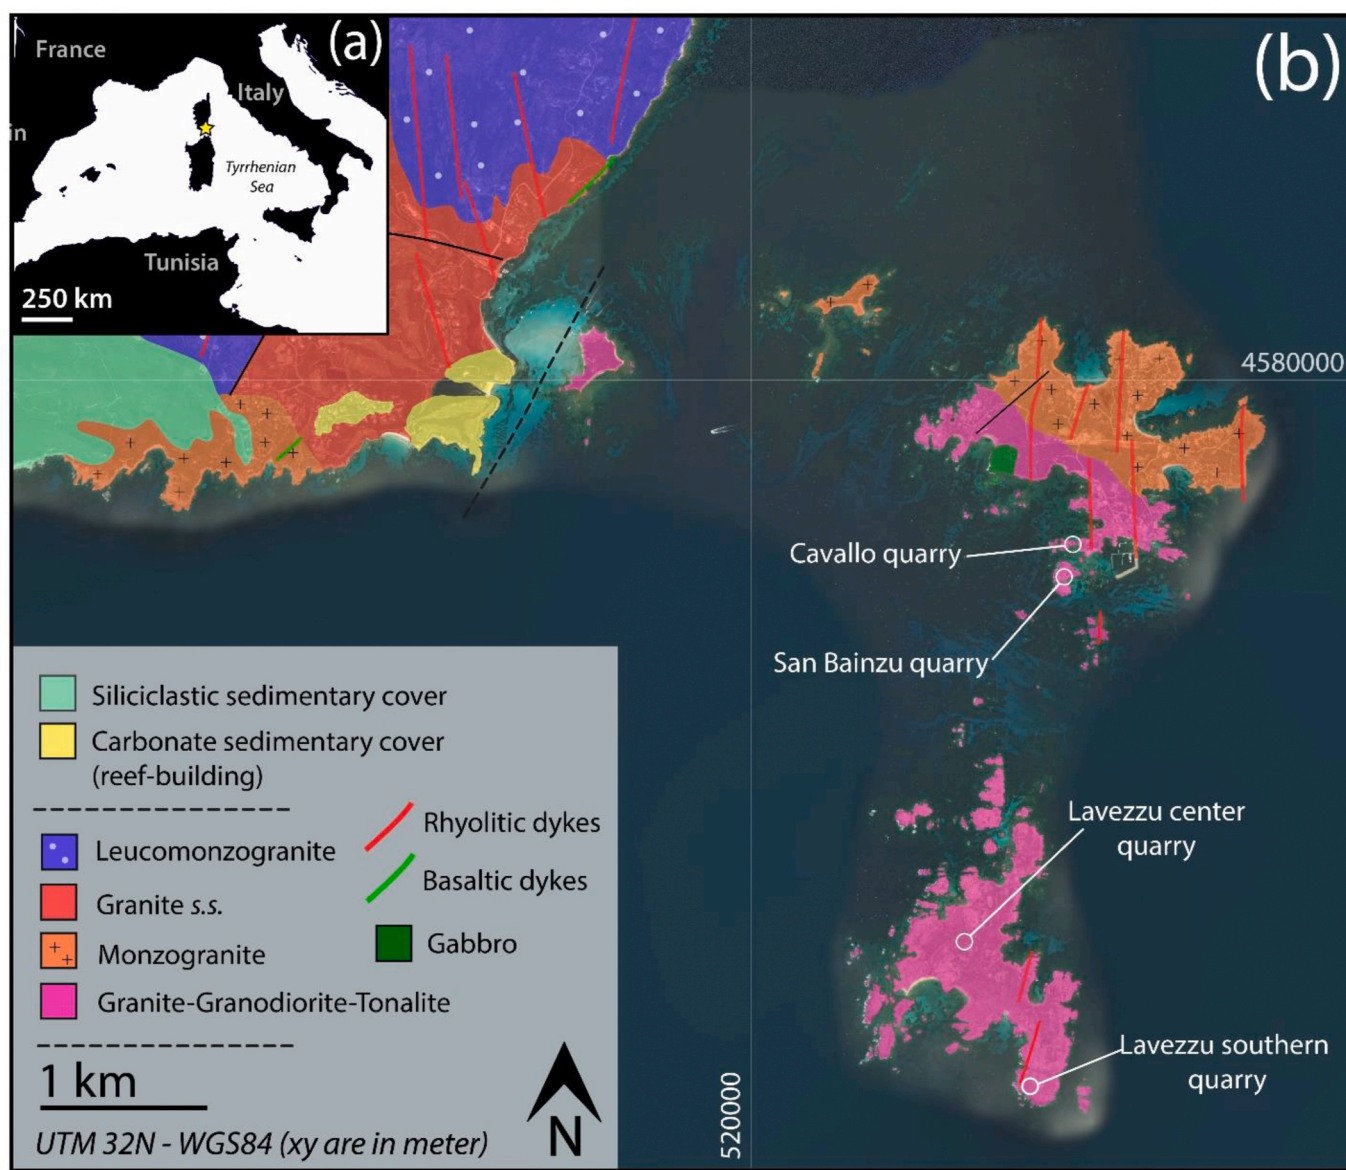 (a)
France
Italy
in
Tyrrhenian
Sea
Tunisia
250 km
(b)
4580000
Cavallo quarry
San Bainzu quarry
Lavezzu center
quarry
Lavezzu southern
quarry
520000
Siliciclastic sedimentary cover
Carbonate sedimentary cover
(reef-building)
Leucomonzogranite
Granite s.s.
Monzogranite
Granite-Granodiorite-Tonalite
Rhyolitic dykes
Basaltic dykes
Gabbro
1 km
N
UTM 32N - WGS84 (xy are in meter)